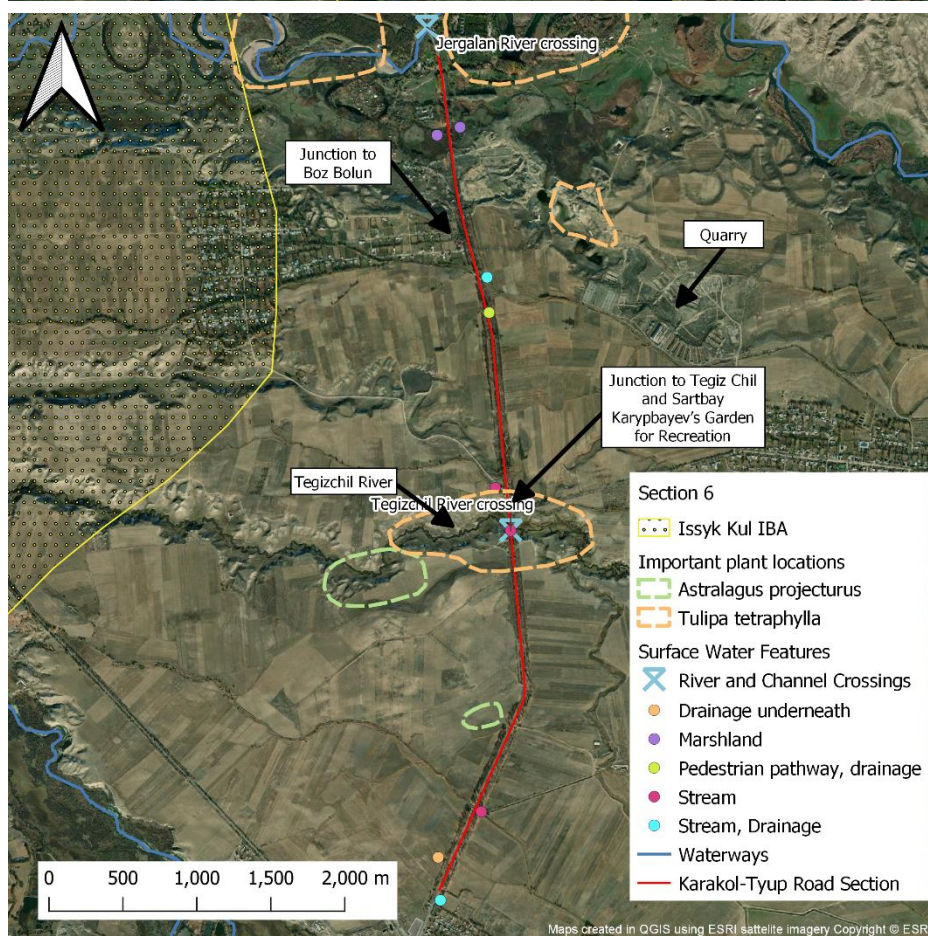 Jergalan River crossing
Junction to
Boz Bolun
Quarry
Junction to Tegiz Chil
and Sartbay
Karypbayev's Garden
for Recreation
Tegizchil River
Tegizchil River crossing
Section 6
Issyk Kul IBA
Important plant locations
Astralagus projecturus
Tulipa tetraphylla
Surface Water Features
River and Channel Crossings
Drainage underneath
Marshland
Pedestrian pathway, drainage
Stream
Stream, Drainage
Waterways
Karakol-Tyup Road Section
0 500 1,000 1,500 2,000 m
Maps created in QGIS using ESRI sattelite imagery Copyright © ESR